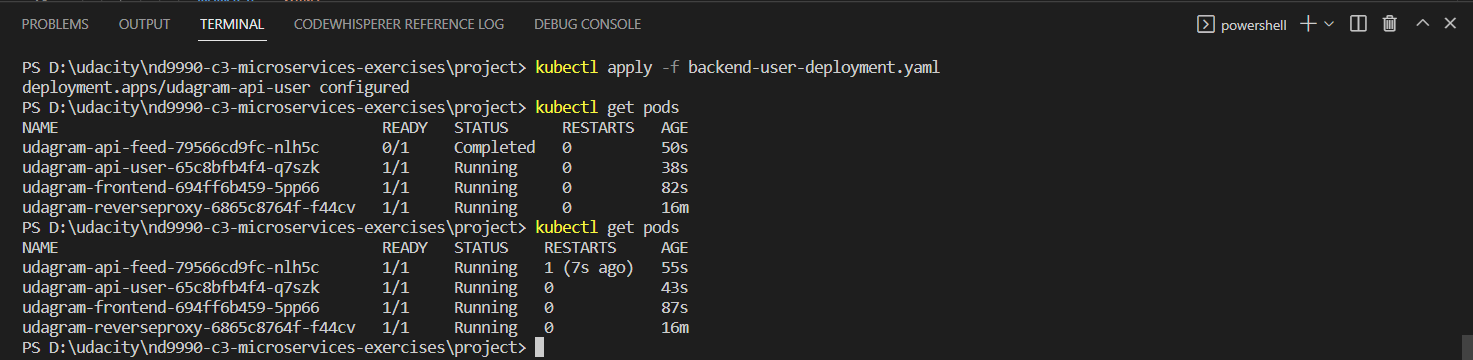 PROBLEMS OUTPUT TERMINAL CODEWHISPERER REFERENCE LOG DEBUG CONSOLE powershell
PS D:\udacity\nd9990-c3-microservices-exercises\project> kubectl apply -f backend-user-deployment.yaml
deployment.apps/udagram-api-user configured
PS D:\udacity\nd9990-c3-microservices-exercises\project> kubectl get pods
NAME READY STATUS RESTARTS AGE
udagram-api-feed-79566cd9fc-nlh5c 0/1 Completed 0 50s
udagram-api-user-65c8bfb4f4-q7szk 1/1 Running 0 38s
udagram-frontend-694ff6b459-5pp66 1/1 Running 0 82s
udagram-reverseproxy-6865c8764f-f44cv 1/1 Running 0 16m
PS D:\udacity\nd9990-c3-microservices-exercises\project> kubectl get pods
NAME READY STATUS RESTARTS AGE
udagram-api-feed-79566cd9fc-nlh5c 1/1 Running 1 (7s ago) 55s
udagram-api-user-65c8bfb4f4-q7szk 1/1 Running 0 43s
udagram-frontend-694ff6b459-5pp66 1/1 Running 0 87s
udagram-reverseproxy-6865c8764f-f44cv 1/1 Running 0 16m
PS D:\udacity\nd9990-c3-microservices-exercises\project>